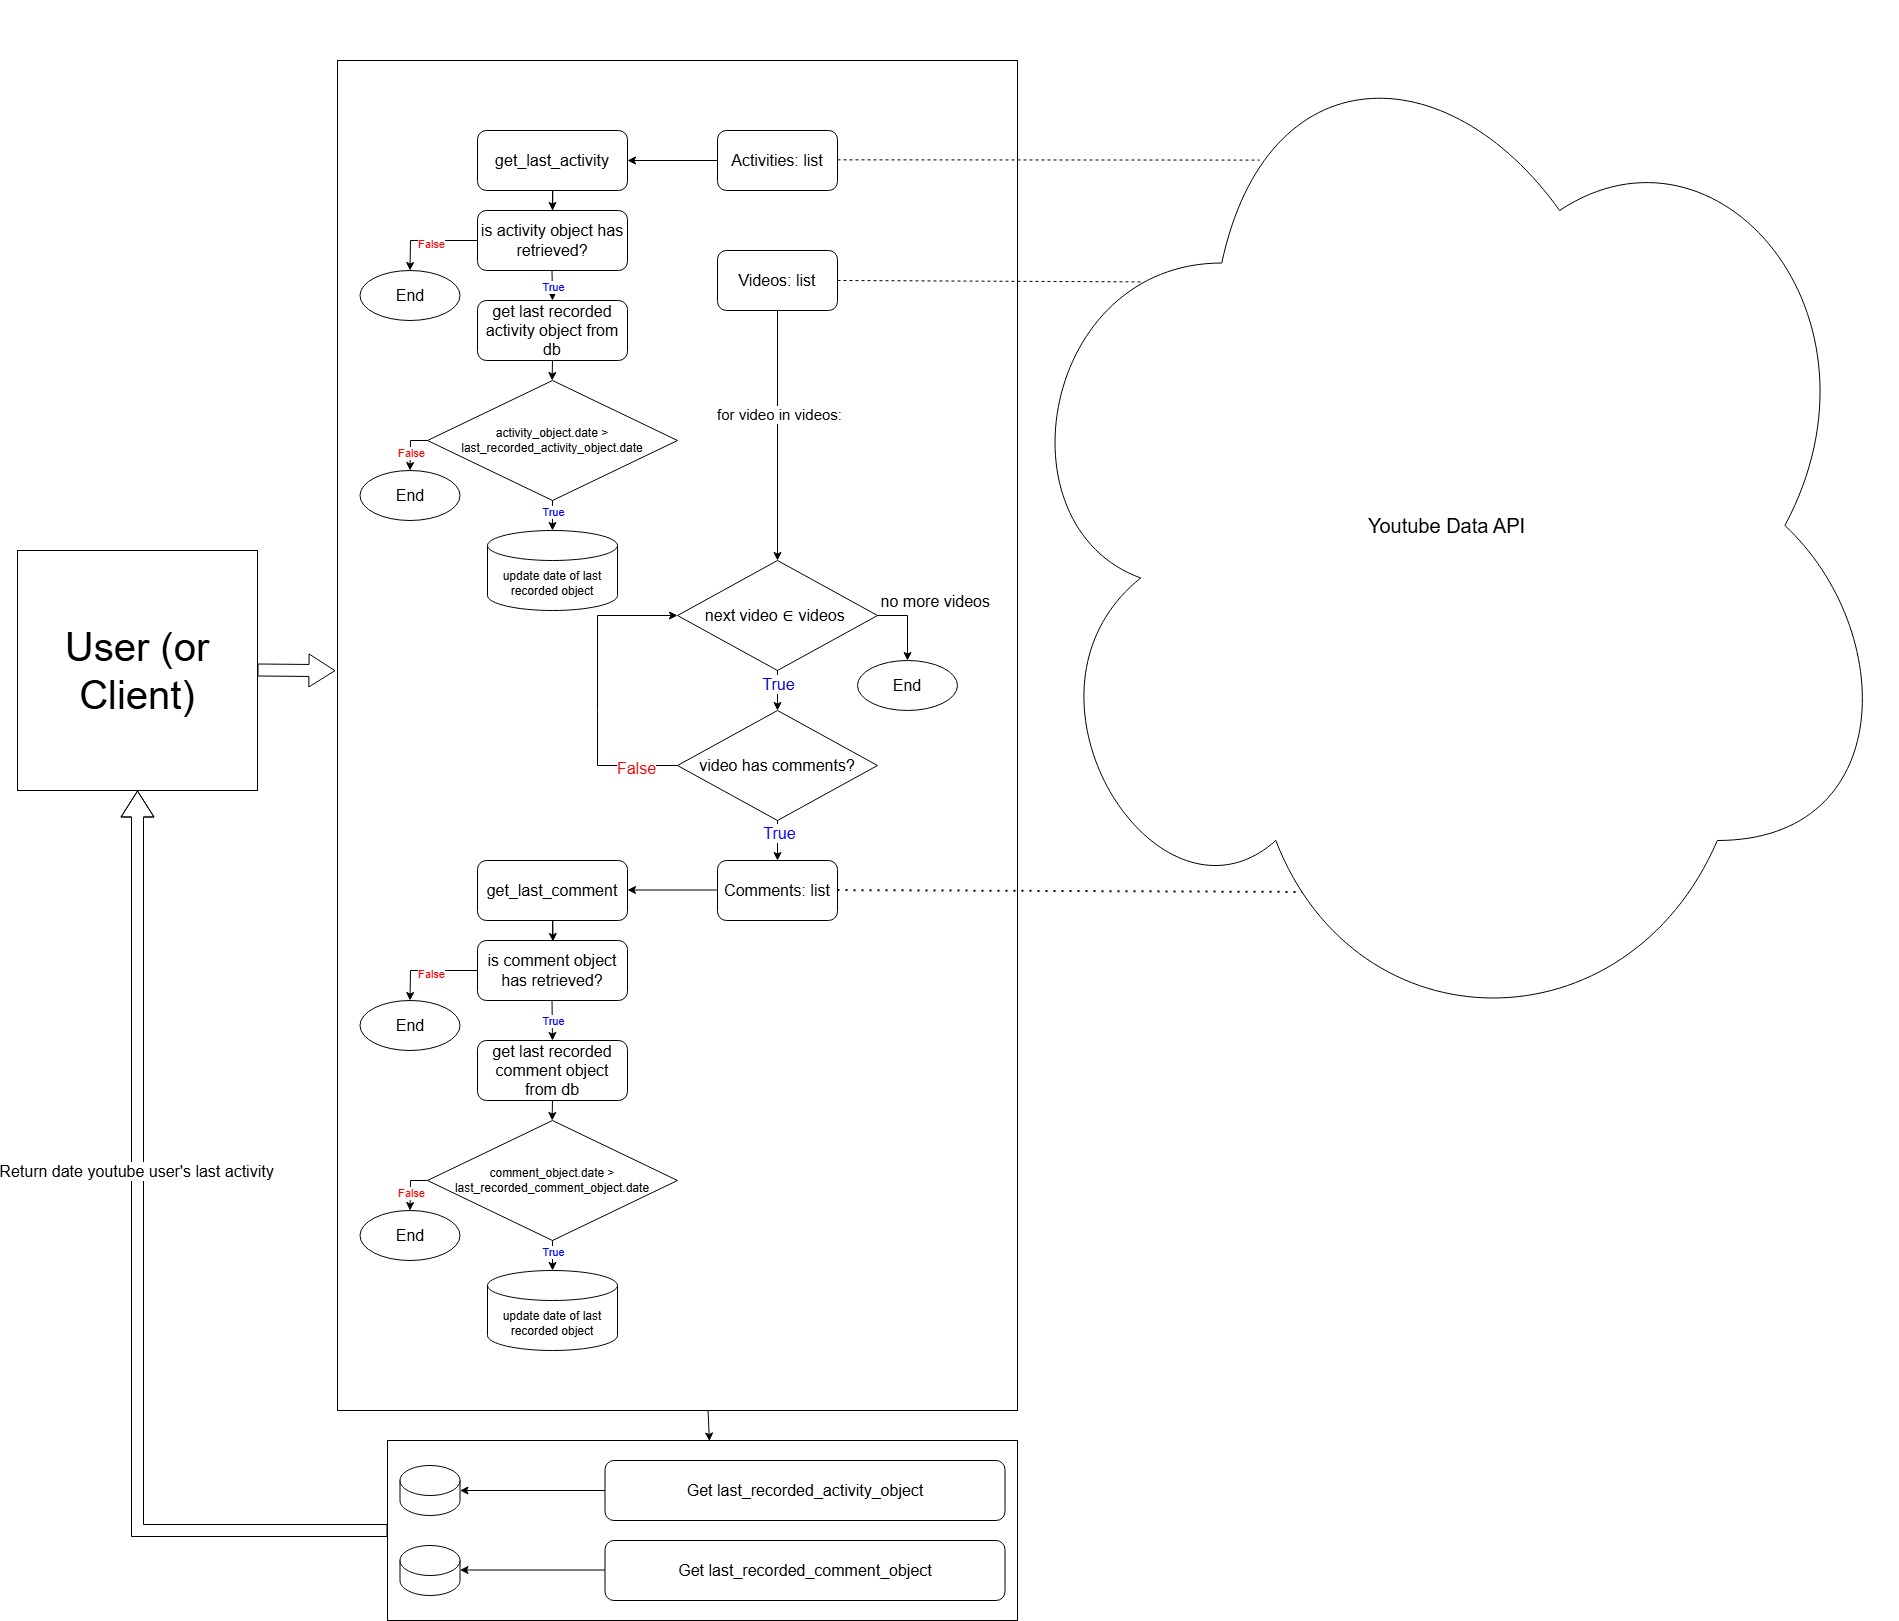 get_last_activity
Activities: list
is activity object has
retrieved?
False
End
True
get last recorded
activity object from
db
Videos: list
for video in videos:
activity_object.date >
last_recorded_activity_object.date
False
End
True
update date of last
recorded object
Youtube Data API
User (or
Client)
next video ∈ videos
no more videos
End
True
video has comments?
False
True
get_last_comment
Comments: list
is comment object
has retrieved?
False
End
True
get last recorded
comment object
from db
comment_object.date >
last_recorded_comment_object.date
False
End
True
update date of last
recorded object
Return date youtube user's last activity
Get last_recorded_activity_object
Get last_recorded_comment_object